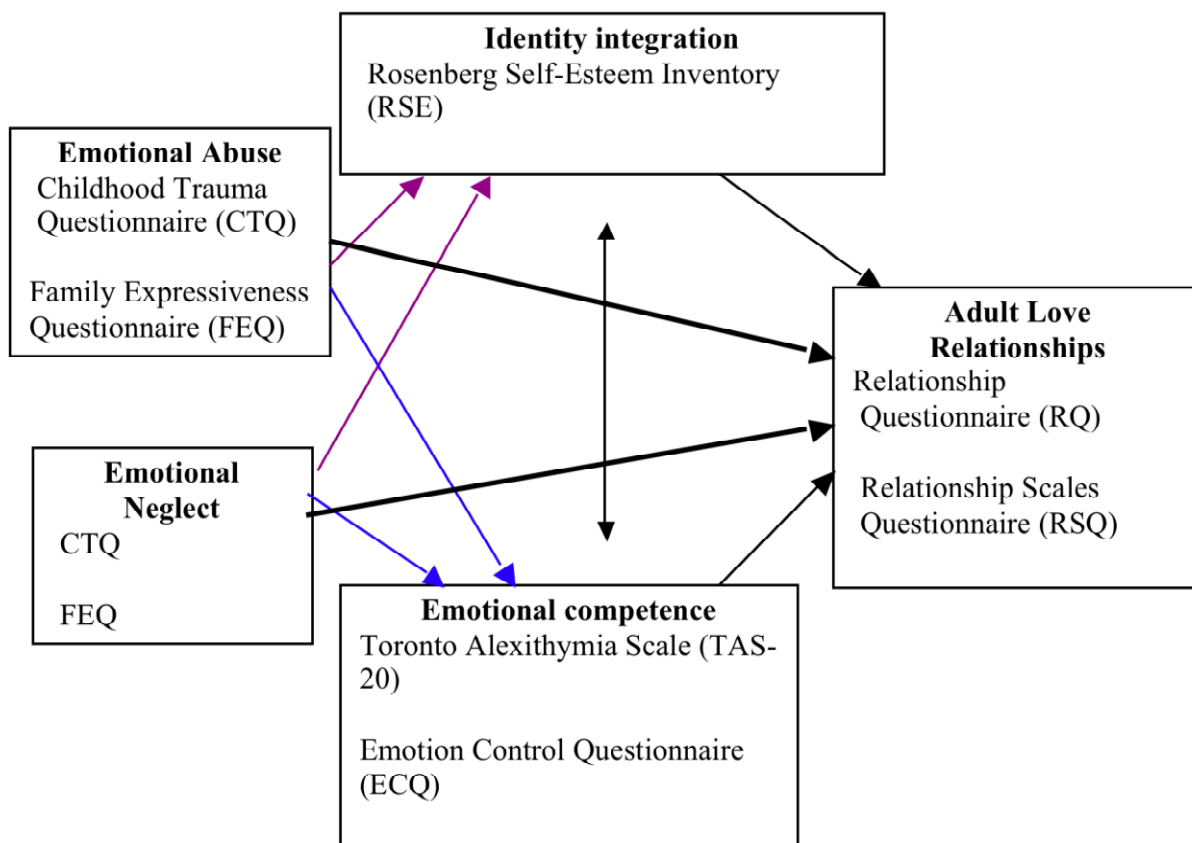 Identity integration
Rosenberg Self-Esteem Inventory
(RSE)
Emotional Abuse
Childhood Trauma
Questionnaire (CTQ)
Family Expressiveness
Questionnaire (FEQ)
Adult Love
Relationships
Relationship
Questionnaire (RQ)
Relationship Scales
Questionnaire (RSQ)
Emotional
Neglect
CTQ
FEQ
Emotional competence
Toronto Alexithymia Scale (TAS-
20)
Emotion Control Questionnaire
(ECQ)